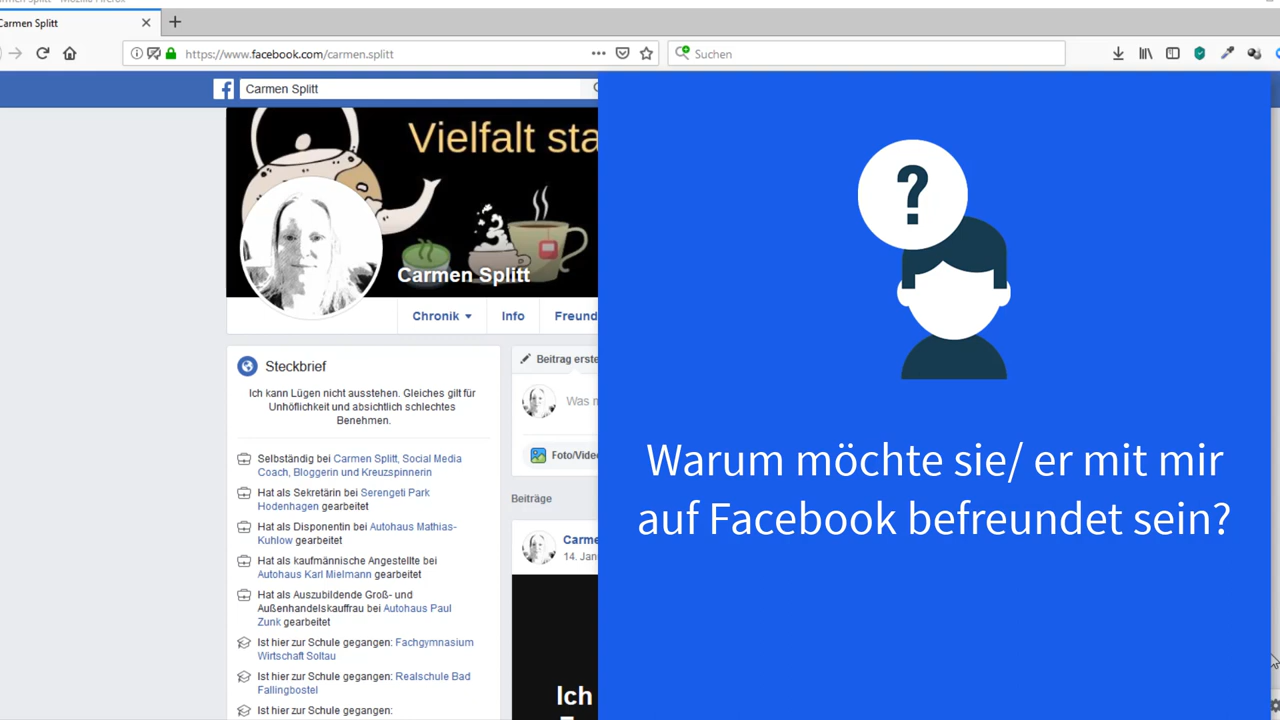 Carmen Splitt
https://www.facebook.com/carmen.splitt
Suchen
Carmen Splitt
Vielfalt sta
Carmen Splitt
Chronik
Info
Freund
Steckbrief
Ich kann Lügen nicht ausstehen. Gleiches gilt für
Unhöflichkeit und absichtlich schlechtes
Benehmen.
Selbständig bei Carmen Splitt, Social Media
Coach, Bloggerin und Kreuzspinnerin
Hat als Sekretärin bei Serengeti Park
Hodenhagen gearbeitet
Hat als Disponentin bei Autohaus Mathias-
Kuhlow gearbeitet
Hat als kaufmännische Angestellte bei
Autohaus Karl Mielmann gearbeitet
Hat als Auszubildende Groß- und
Außenhandelskauffrau bei Autohaus Paul
Zunk gearbeitet
Ist hier zur Schule gegangen: Fachgymnasium
Wirtschaft Soltau
Ist hier zur Schule gegangen: Realschule Bad
Fallingbostel
Ist hier zur Schule gegangen:
Beitrag erste
Was m
Foto/Video
Beiträge
Carme
14. Jan
Ich
?
Warum möchte sie/ er mit mir
auf Facebook befreundet sein?